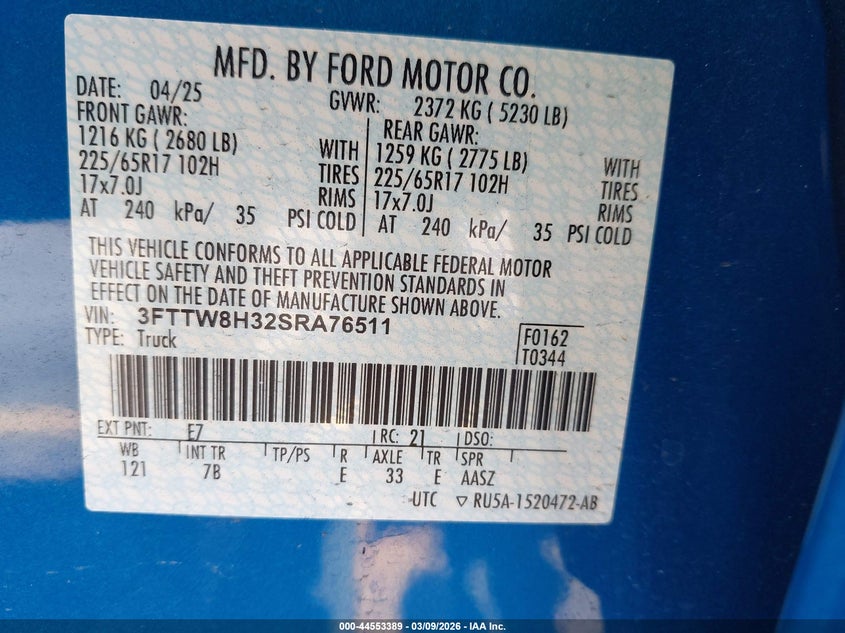 MFD. BY FORD MOTOR CO.
DATE: 04/25 GVWR: 2372 KG ( 5230 LB)
FRONT GAWR: REAR GAWR:
1216 KG ( 2680 LB) WITH 1259 KG ( 2775 LB) WITH
225/65R17 102H TIRES 225/65R17 102H TIRES
17x7.0J RIMS 17x7.0J RIMS
AT 240 kPa/ 35 PSI COLD AT 240 kPa/ 35 PSI COLD
THIS VEHICLE CONFORMS TO ALL APPLICABLE FEDERAL MOTOR
VEHICLE SAFETY AND THEFT PREVENTION STANDARDS IN
EFFECT ON THE DATE OF MANUFACTURE SHOWN ABOVE.
VIN: 3FTTW8H32SRA76511
TYPE: Truck F0162
T0344
EXT PNT: E7 RC: 21 DSO:
WB INT TR TP/PS R AXLE TR SPR
121 7B E 33 E AASZ
UTC ▽ RU5A-1520472-AB
000-44553389 - 03/09/2026 - IAA Inc.